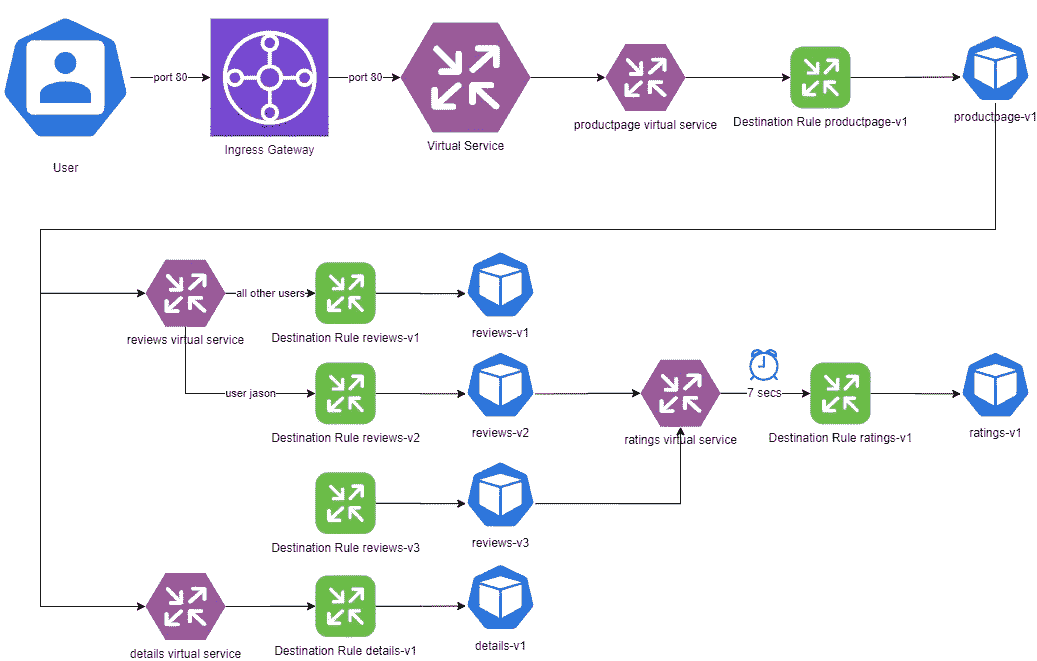 port 80
port 80
User
Ingress Gateway
Virtual Service
productpage virtual service
Destination Rule productpage-v1
productpage-v1
all other users
reviews virtual service
Destination Rule reviews-v1
reviews-v1
user jason
Destination Rule reviews-v2
reviews-v2
7 secs
ratings virtual service
Destination Rule ratings-v1
ratings-v1
Destination Rule reviews-v3
reviews-v3
details virtual service
Destination Rule details-v1
details-v1